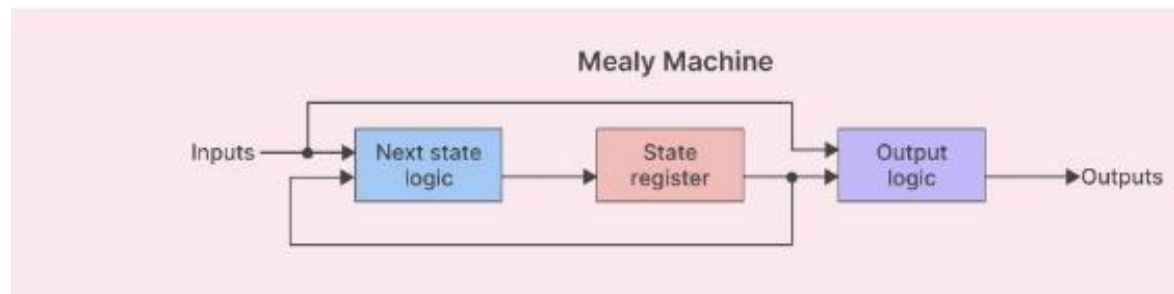 Mealy Machine
Inputs
Next state
logic
State
register
Output
logic
Outputs